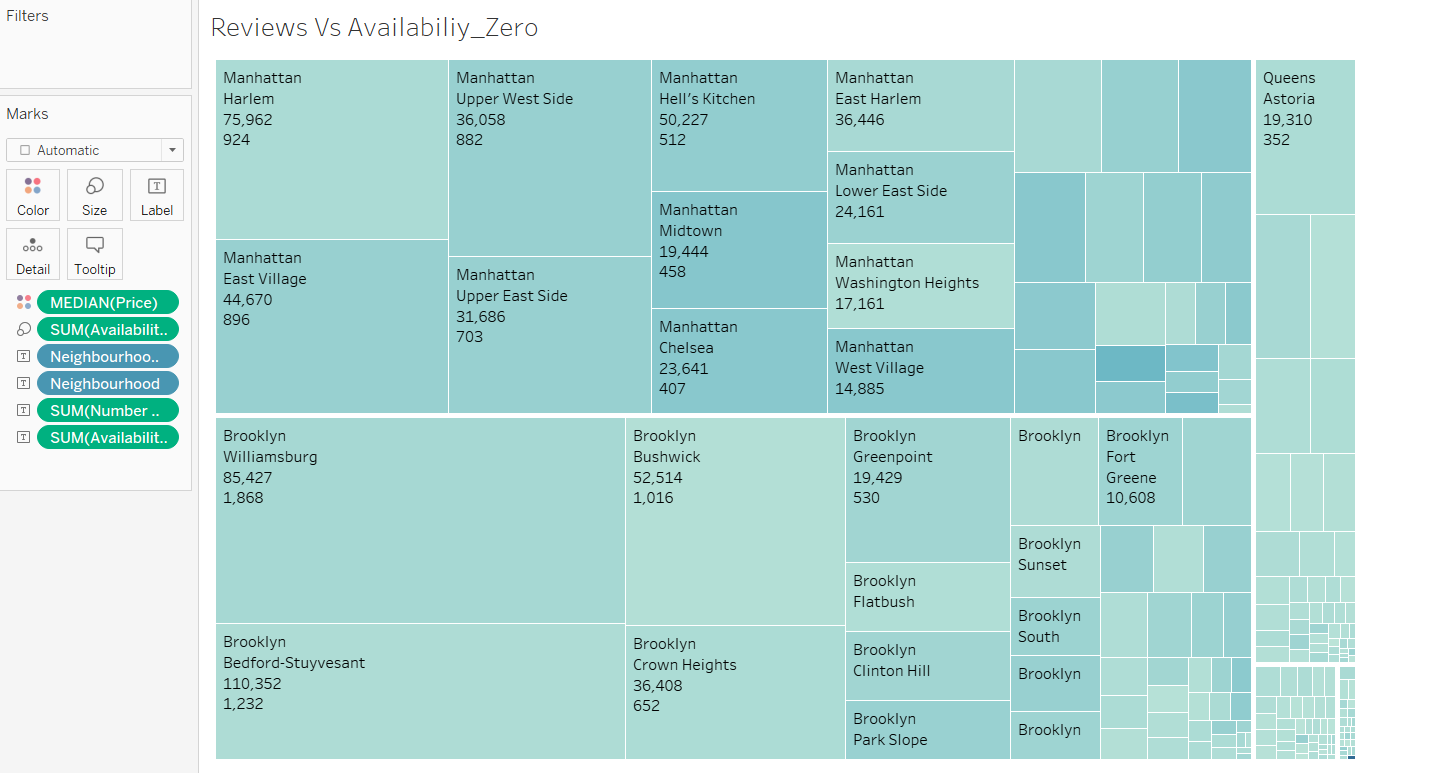 Filters
Marks
Automatic
Color
Size
Label
Detail
Tooltip
MEDIAN(Price)
SUM(Availabilit..
Neighbourhoo..
Neighbourhood
SUM(Number ..
SUM(Availabilit..
Reviews Vs Availabiliy_Zero
Manhattan
Harlem
75,962
924
Manhattan
East Village
44,670
896
Manhattan
Upper West Side
36,058
882
Manhattan
Upper East Side
31,686
703
Manhattan
Hell's Kitchen
50,227
512
Manhattan
Midtown
19,444
458
Manhattan
Chelsea
23,641
407
Manhattan
East Harlem
36,446
Manhattan
Lower East Side
24,161
Manhattan
Washington Heights
17,161
Manhattan
West Village
14,885
Queens
Astoria
19,310
352
Brooklyn
Williamsburg
85,427
1,868
Brooklyn
Bedford-Stuyvesant
110,352
1,232
Brooklyn
Bushwick
52,514
1,016
Brooklyn
Crown Heights
36,408
652
Brooklyn
Greenpoint
19,429
530
Brooklyn
Flatbush
Brooklyn
Clinton Hill
Brooklyn
Park Slope
Brooklyn
Brooklyn
Sunset
Brooklyn
South
Brooklyn
Brooklyn
Brooklyn
Fort
Greene
10,608